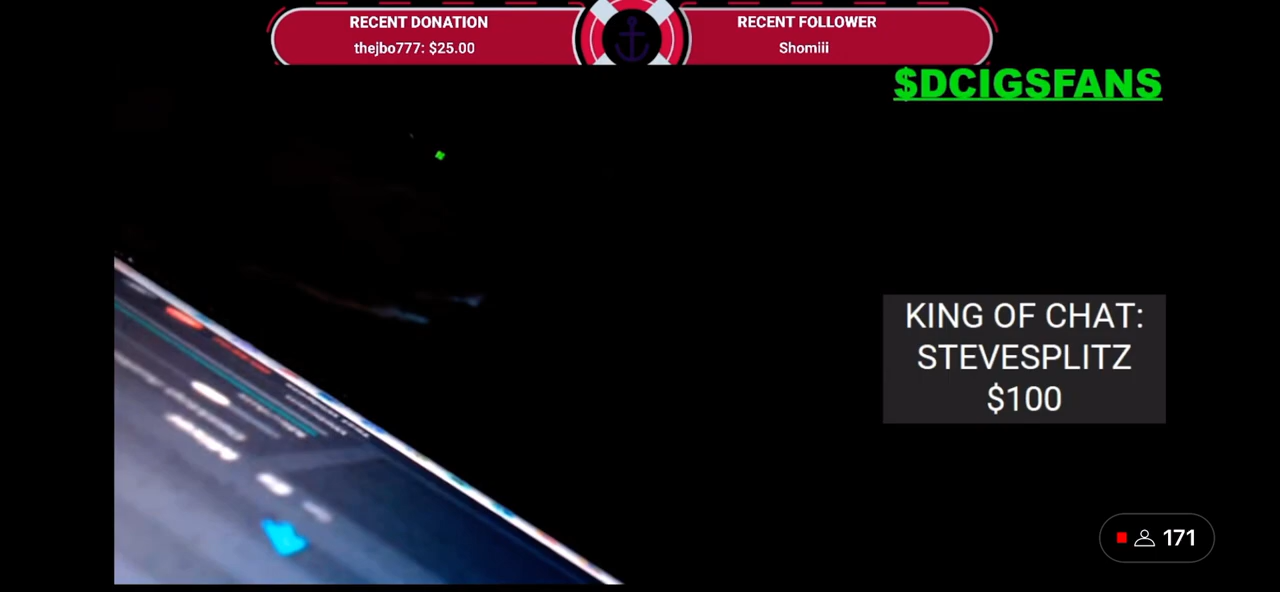 RECENT DONATION
thejbo777: $25.00
RECENT FOLLOWER
Shomiii
$DCIGSFANS
KING OF CHAT:
STEVESPLITZ
$100
171